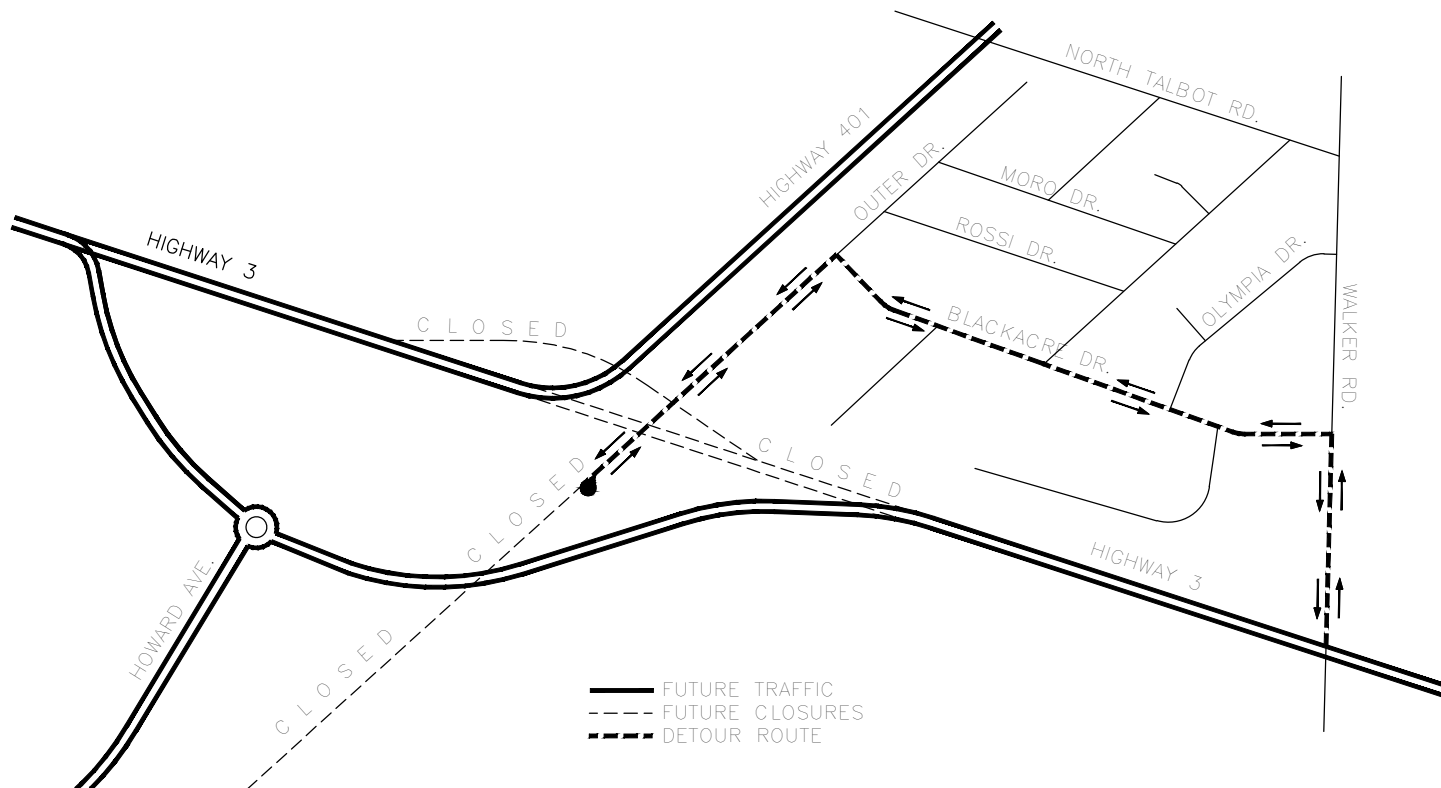 NORTH TALBOT RD.
HIGHWAY 401
OUTER DR.
MORO DR.
ROSSI DR.
HIGHWAY 3
OLYMPIA DR.
WALKER RD.
CLOSED
BLACKACRE DR.
CLOSED
CLOSED
HIGHWAY 3
HOWARD AVE.
CLOSED
FUTURE TRAFFIC
FUTURE CLOSURES
DETOUR ROUTE